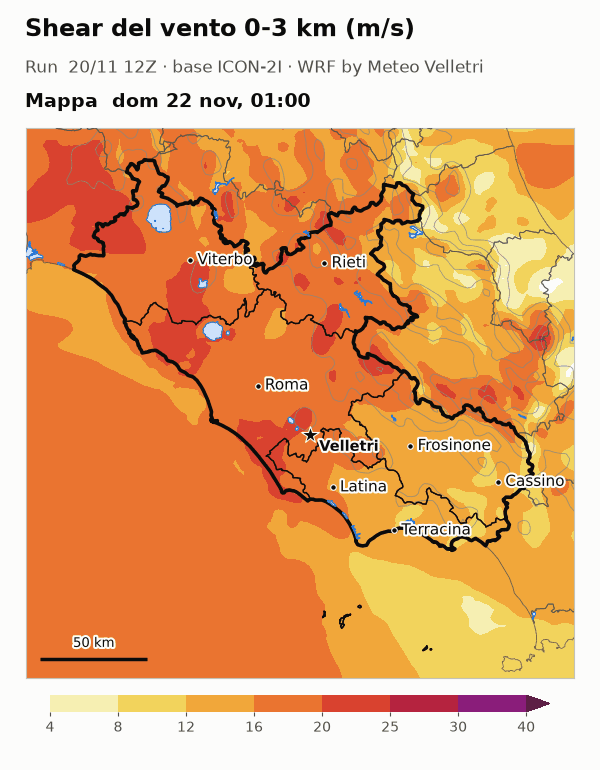 Shear del vento 0-3 km (m/s)
Run  20/11 12Z · base ICON-2I · WRF by Meteo Velletri
Mappa  dom 22 nov, 01:00
Viterbo
Rieti
Roma
Velletri
Frosinone
Latina
Cassino
Terracina
50 km
4 8 12 16 20 25 30 40